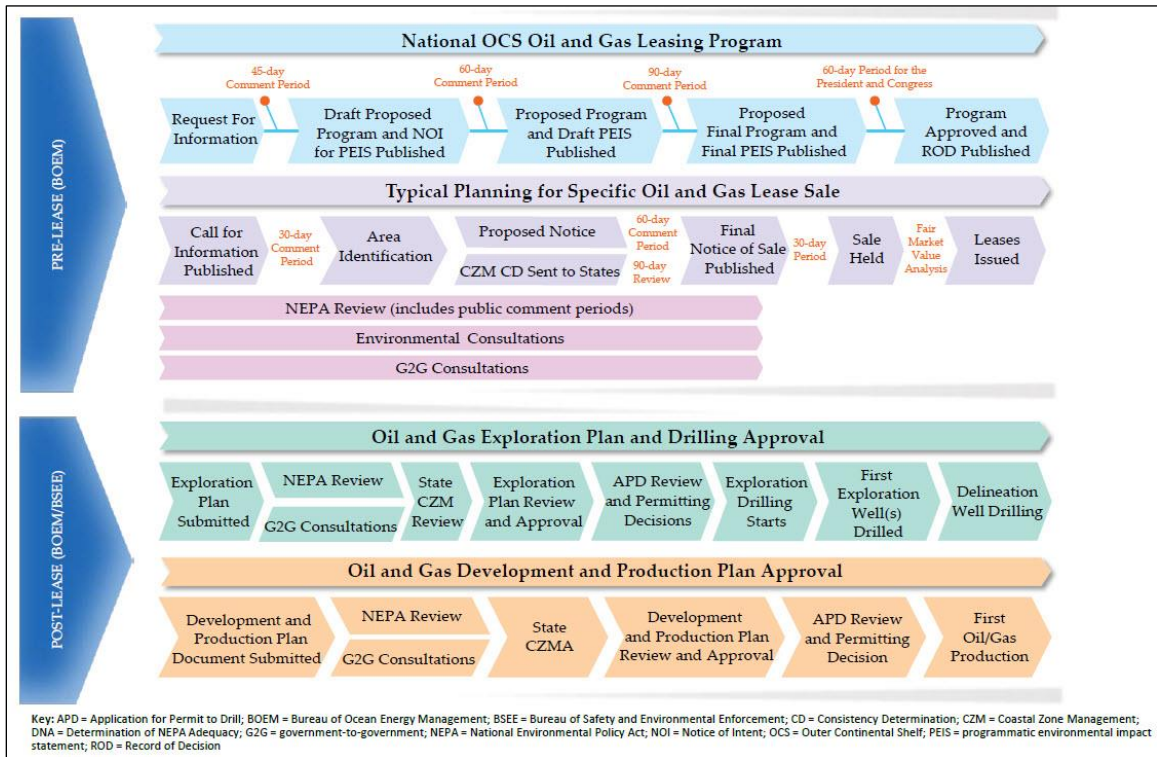 PRE-LEASE (BOEM)
National OCS Oil and Gas Leasing Program
45-day
Comment Period
60-day
Comment Period
90-day
Comment Period
60-day Period for the
President and Congress
Request For
Information
Draft Proposed
Program and NOI
for PEIS Published
Proposed Program
and Draft PEIS
Published
Proposed
Final Program and
Final PEIS Published
Program
Approved and
ROD Published
Typical Planning for Specific Oil and Gas Lease Sale
Call for
Information
Published
30-day
Comment
Period
Area
Identification
Proposed Notice
CZM CD Sent to States
60-day
Comment
Period
90-day
Review
Final
Notice of Sale
Published
30-day
Period
Sale
Held
Fair
Market
Value
Analysis
Leases
Issued
NEPA Review (includes public comment periods)
Environmental Consultations
G2G Consultations
POST-LEASE (BOEM/BSEE)
Oil and Gas Exploration Plan and Drilling Approval
Exploration
Plan
Submitted
NEPA Review
G2G Consultations
State
CZM
Review
Exploration
Plan Review
and Approval
APD Review
and Permitting
Decisions
Exploration
Drilling
Starts
First
Exploration
Well(s)
Drilled
Delineation
Well Drilling
Oil and Gas Development and Production Plan Approval
Development and
Production Plan
Document Submitted
NEPA Review
G2G Consultations
State
CZMA
Development
and Production Plan
Review and Approval
APD Review
and Permitting
Decision
First
Oil/Gas
Production
Key: APD = Application for Permit to Drill; BOEM = Bureau of Ocean Energy Management; BSEE = Bureau of Safety and Environmental Enforcement; CD = Consistency Determination; CZM = Coastal Zone Management;
DNA = Determination of NEPA Adequacy; G2G = government-to-government; NEPA = National Environmental Policy Act; NOI = Notice of Intent; OCS = Outer Continental Shelf; PEIS = programmatic environmental impact
statement; ROD = Record of Decision